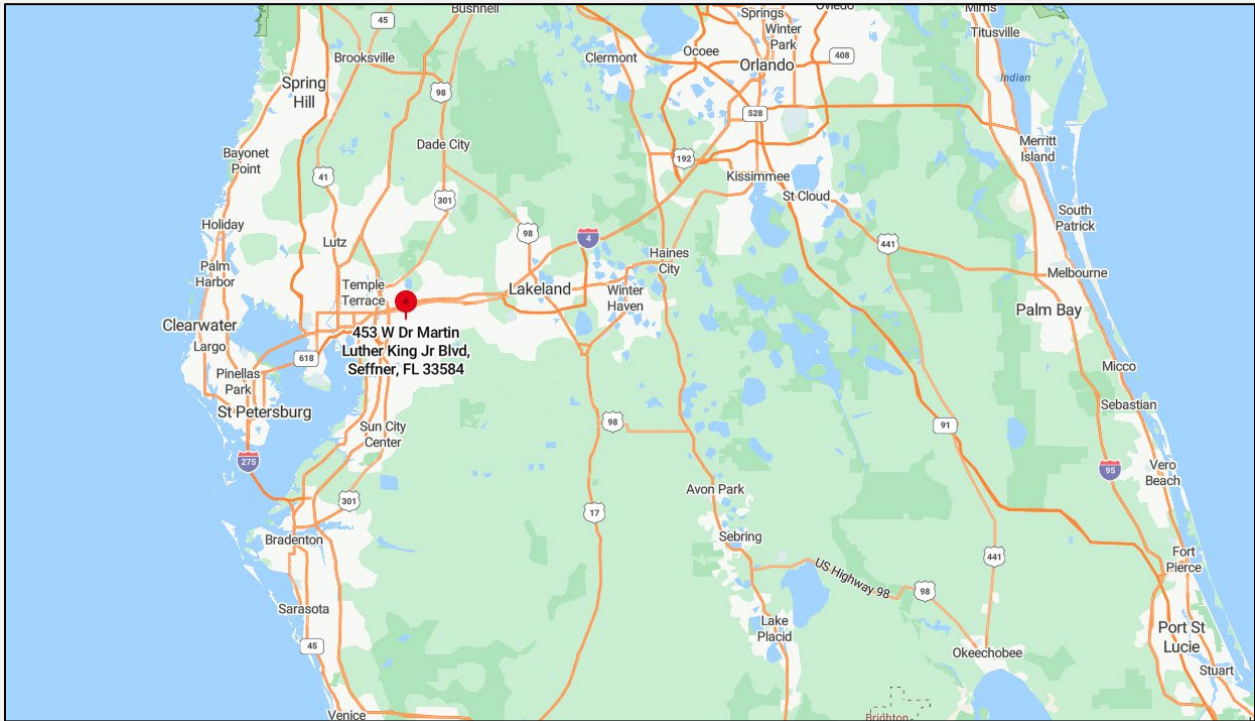 Bushnell
Springs
Oviedo
Mims
45
Winter
Park
Titusville
Brooksville
Clermont
Ocoee
Orlando
408
Indian
Spring
Hill
98
528
Dade City
Merritt
Island
Bayonet
Point
41
192
Kissimmee
301
St Cloud
South
Patrick
Holiday
Lutz
98
4
441
Haines
City
Palm
Harbor
Temple
Terrace
Lakeland
Winter
Haven
Melbourne
Palm Bay
Clearwater
453 W Dr Martin
Luther King Jr Blvd,
Seffner, FL 33584
Largo
618
Pinellas
Park
Micco
St Petersburg
Sebastian
98
Sun City
Center
91
275
95
Vero
Beach
Avon Park
301
17
Bradenton
Sebring
441
Fort
Pierce
US Highway 98
98
Sarasota
Lake
Placid
Port St
Lucie
45
Okeechobee
Stuart
Venice
Brighton